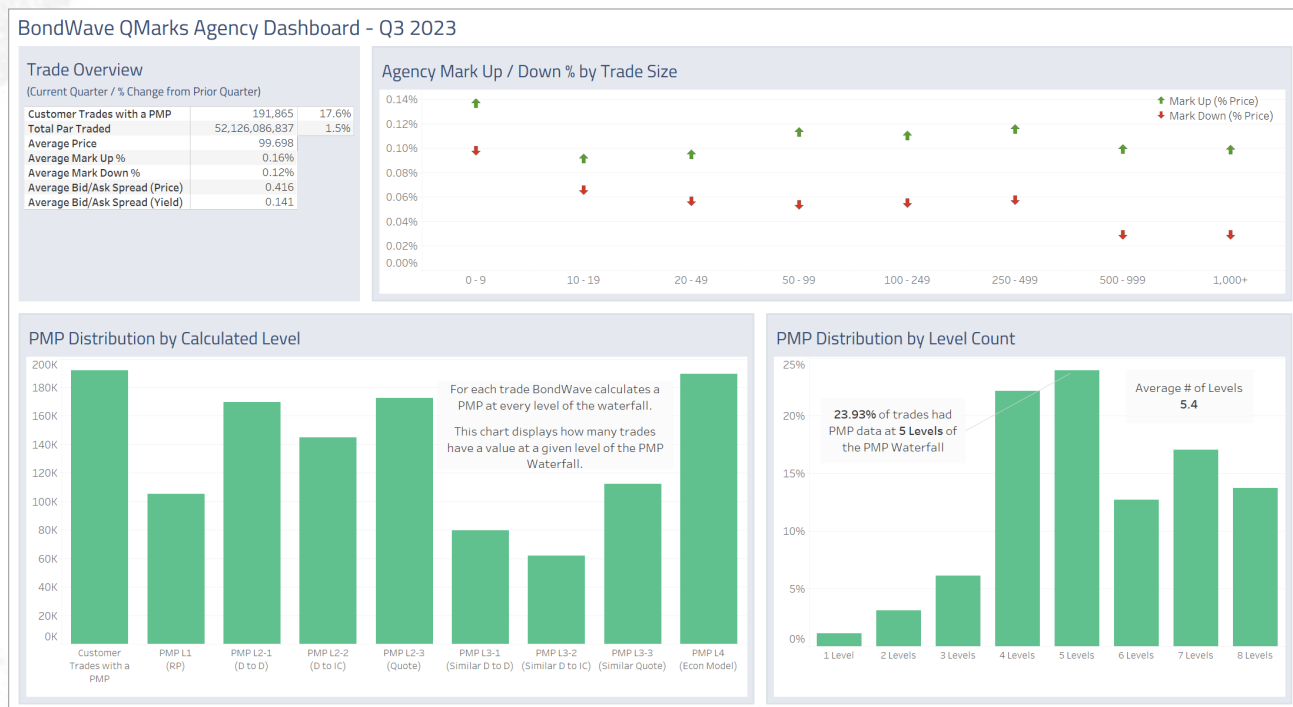 BondWave QMarks Agency Dashboard - Q3 2023
Trade Overview
(Current Quarter / % Change from Prior Quarter)
Customer Trades with a PMP 191,865 17.6%
Total Par Traded 52,126,086,837 1.5%
Average Price 99.698
Average Mark Up % 0.16%
Average Mark Down % 0.12%
Average Bid/Ask Spread (Price) 0.416
Average Bid/Ask Spread (Yield) 0.141
Agency Mark Up / Down % by Trade Size
Mark Up (% Price)
Mark Down (% Price)
0.14%
0.12%
0.10%
0.08%
0.06%
0.04%
0.02%
0.00%
0 - 9 10 - 19 20 - 49 50 - 99 100 - 249 250 - 499 500 - 999 1,000+
PMP Distribution by Calculated Level
200K
180K
160K
140K
120K
100K
80K
60K
40K
20K
0K
For each trade BondWave calculates a
PMP at every level of the waterfall.
This chart displays how many trades
have a value at a given level of the PMP
Waterfall.
Customer
Trades with a
PMP
PMP L1
(RP)
PMP L2-1
(D to D)
PMP L2-2
(D to IC)
PMP L2-3
(Quote)
PMP L3-1
(Similar D to D)
PMP L3-2
(Similar D to IC)
PMP L3-3
(Similar Quote)
PMP L4
(Econ Model)
PMP Distribution by Level Count
25%
20%
15%
10%
5%
0%
23.93% of trades had
PMP data at 5 Levels of
the PMP Waterfall
Average # of Levels
5.4
1 Level 2 Levels 3 Levels 4 Levels 5 Levels 6 Levels 7 Levels 8 Levels